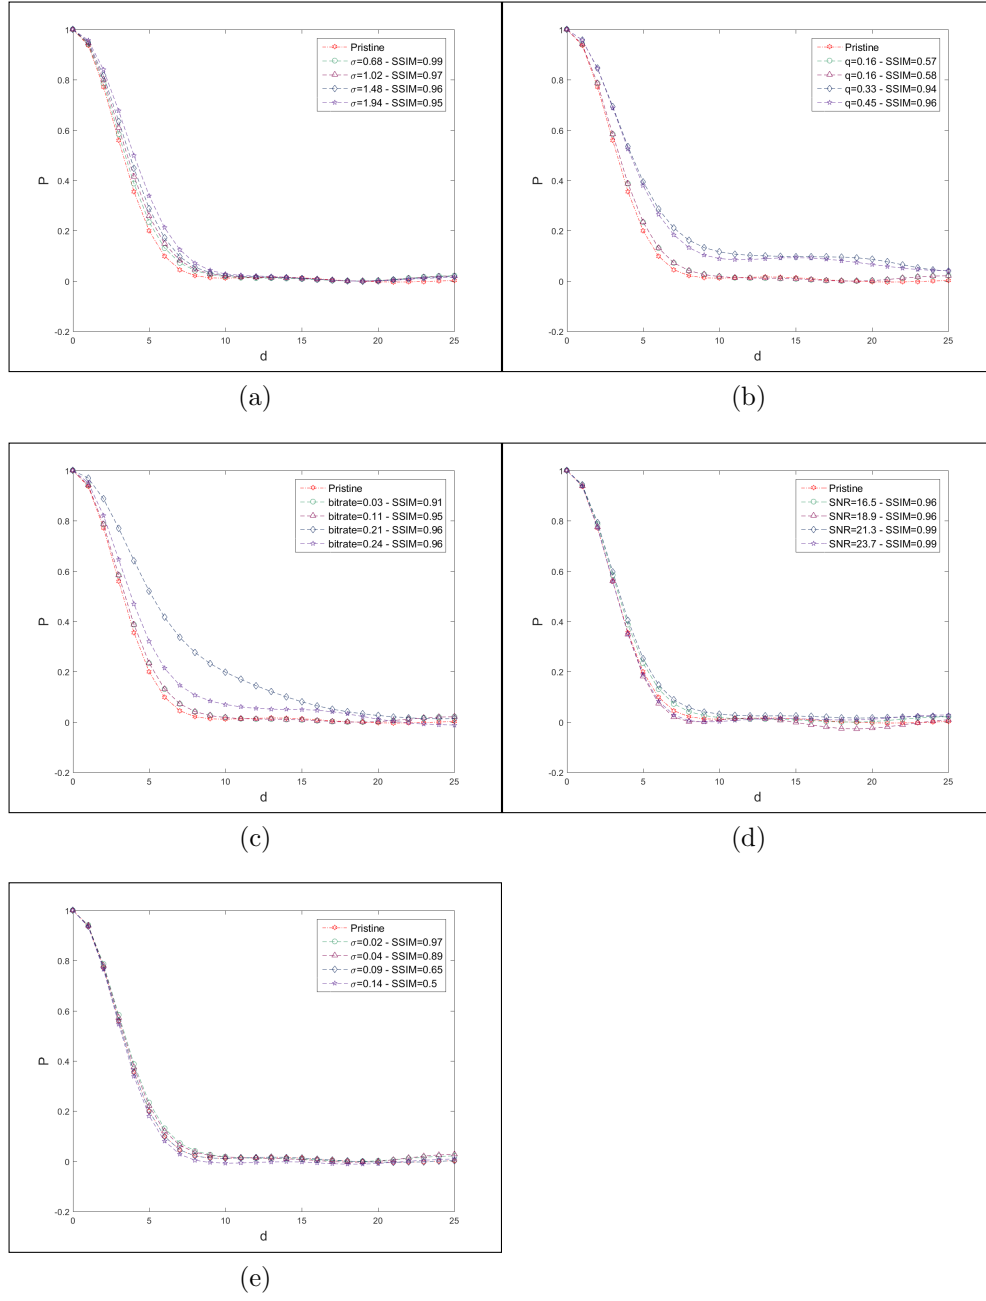 1
0.8
0.6
0.4
0.2
0
-0.2
P
0 5 10 15 20 25
d
Pristine
σ=0.68 - SSIM=0.99
σ=1.02 - SSIM=0.97
σ=1.48 - SSIM=0.96
σ=1.94 - SSIM=0.95
(a)
1
0.8
0.6
0.4
0.2
0
-0.2
P
0 5 10 15 20 25
d
Pristine
q=0.16 - SSIM=0.57
q=0.16 - SSIM=0.58
q=0.33 - SSIM=0.94
q=0.45 - SSIM=0.96
(b)
1
0.8
0.6
0.4
0.2
0
-0.2
P
0 5 10 15 20 25
d
Pristine
bitrate=0.03 - SSIM=0.91
bitrate=0.11 - SSIM=0.95
bitrate=0.21 - SSIM=0.96
bitrate=0.24 - SSIM=0.96
(c)
1
0.8
0.6
0.4
0.2
0
-0.2
P
0 5 10 15 20 25
d
Pristine
SNR=16.5 - SSIM=0.96
SNR=18.9 - SSIM=0.96
SNR=21.3 - SSIM=0.99
SNR=23.7 - SSIM=0.99
(d)
1
0.8
0.6
0.4
0.2
0
-0.2
P
0 5 10 15 20 25
d
Pristine
σ=0.02 - SSIM=0.97
σ=0.04 - SSIM=0.89
σ=0.09 - SSIM=0.65
σ=0.14 - SSIM=0.5
(e)